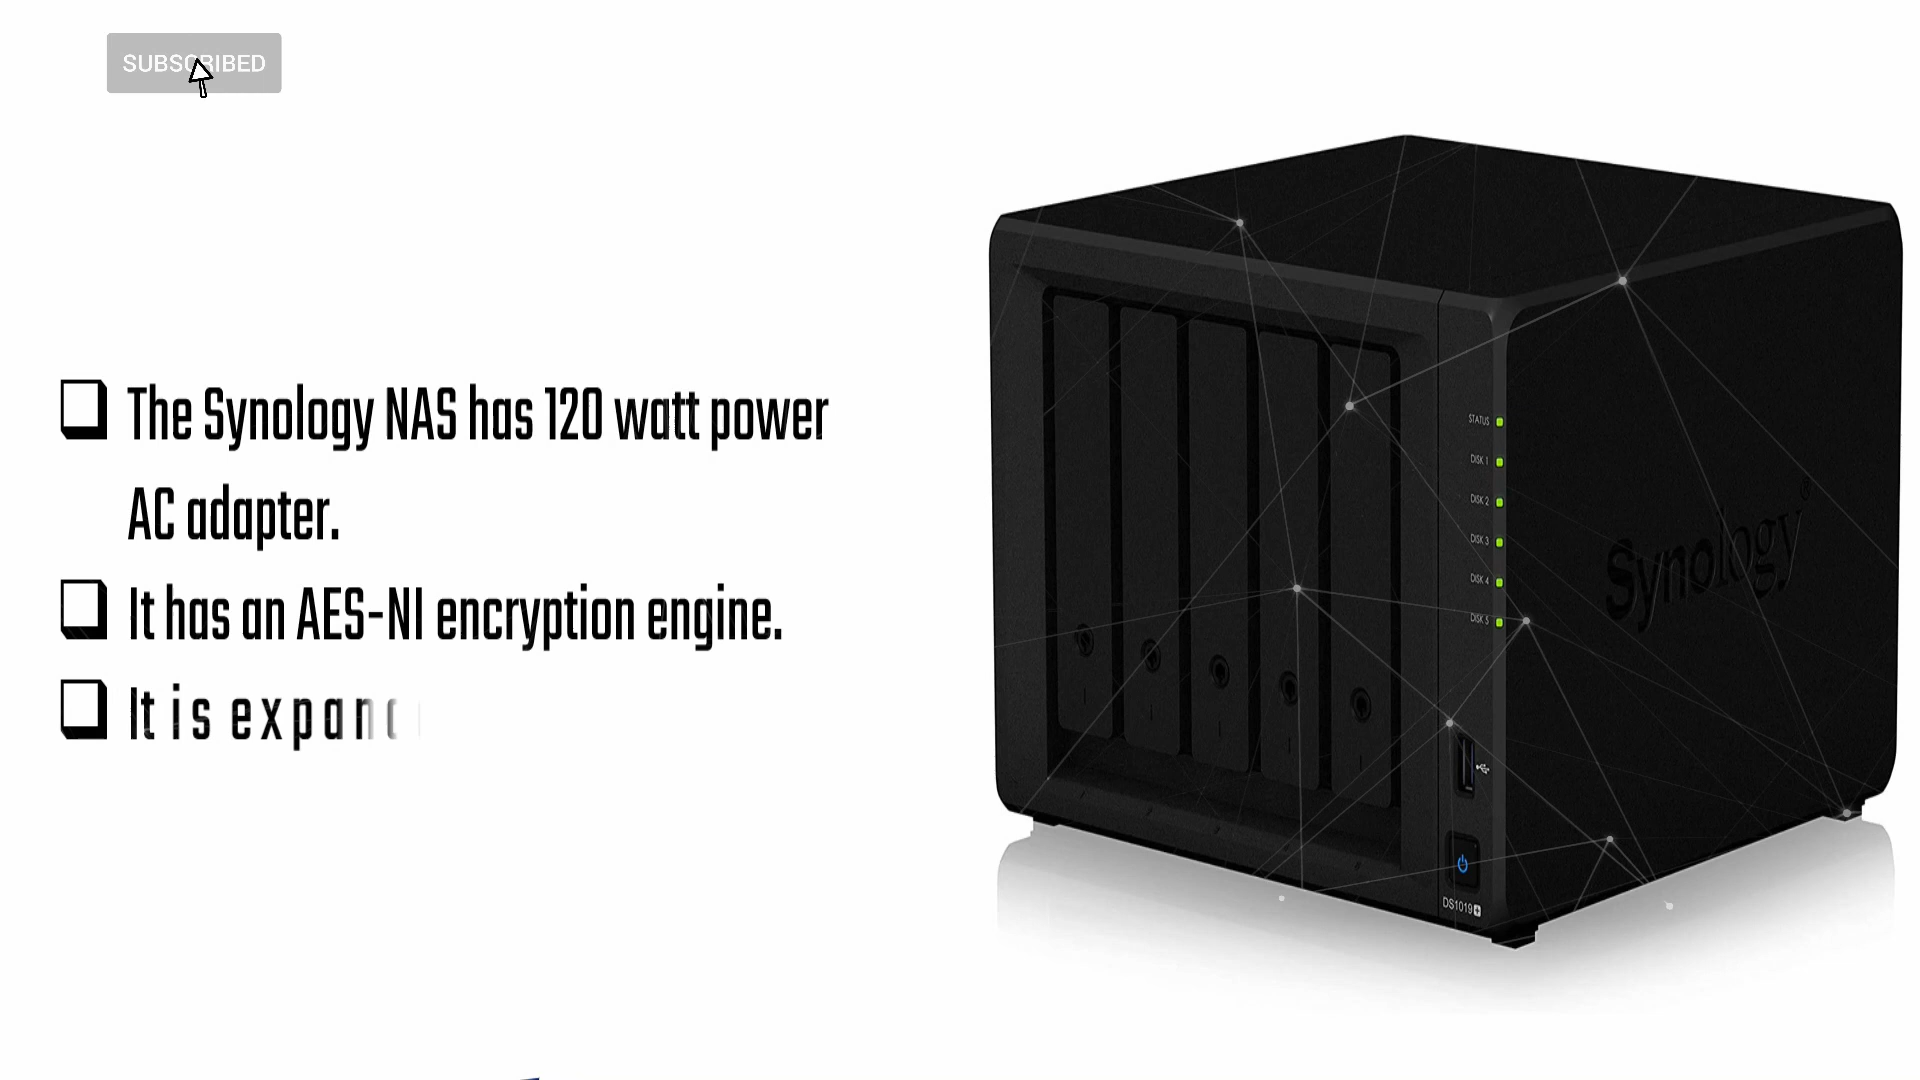 SUBSCRIBED
The Synology NAS has 120 watt power
AC adapter.
It has an AES-NI encryption engine.
It is
STATUS
DISK 1
DISK 2
DISK 3
DISK 4
DISK 5
Synology
DS1019+